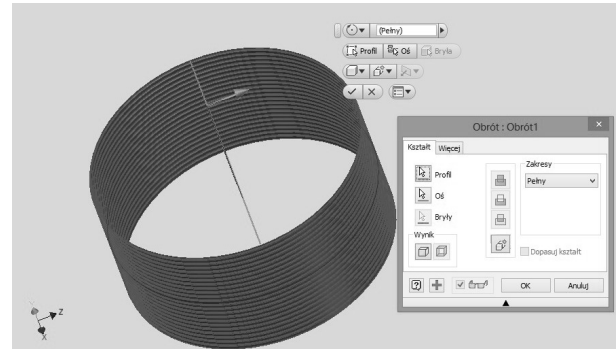 (Pełny)
Profil Oś Bryła
Obrót : Obrót1
Kształt Więcej
Profil
Oś
Bryły
Wynik
Zakresy
Pełny
Dopasuj kształt
OK Anuluj
Z
X